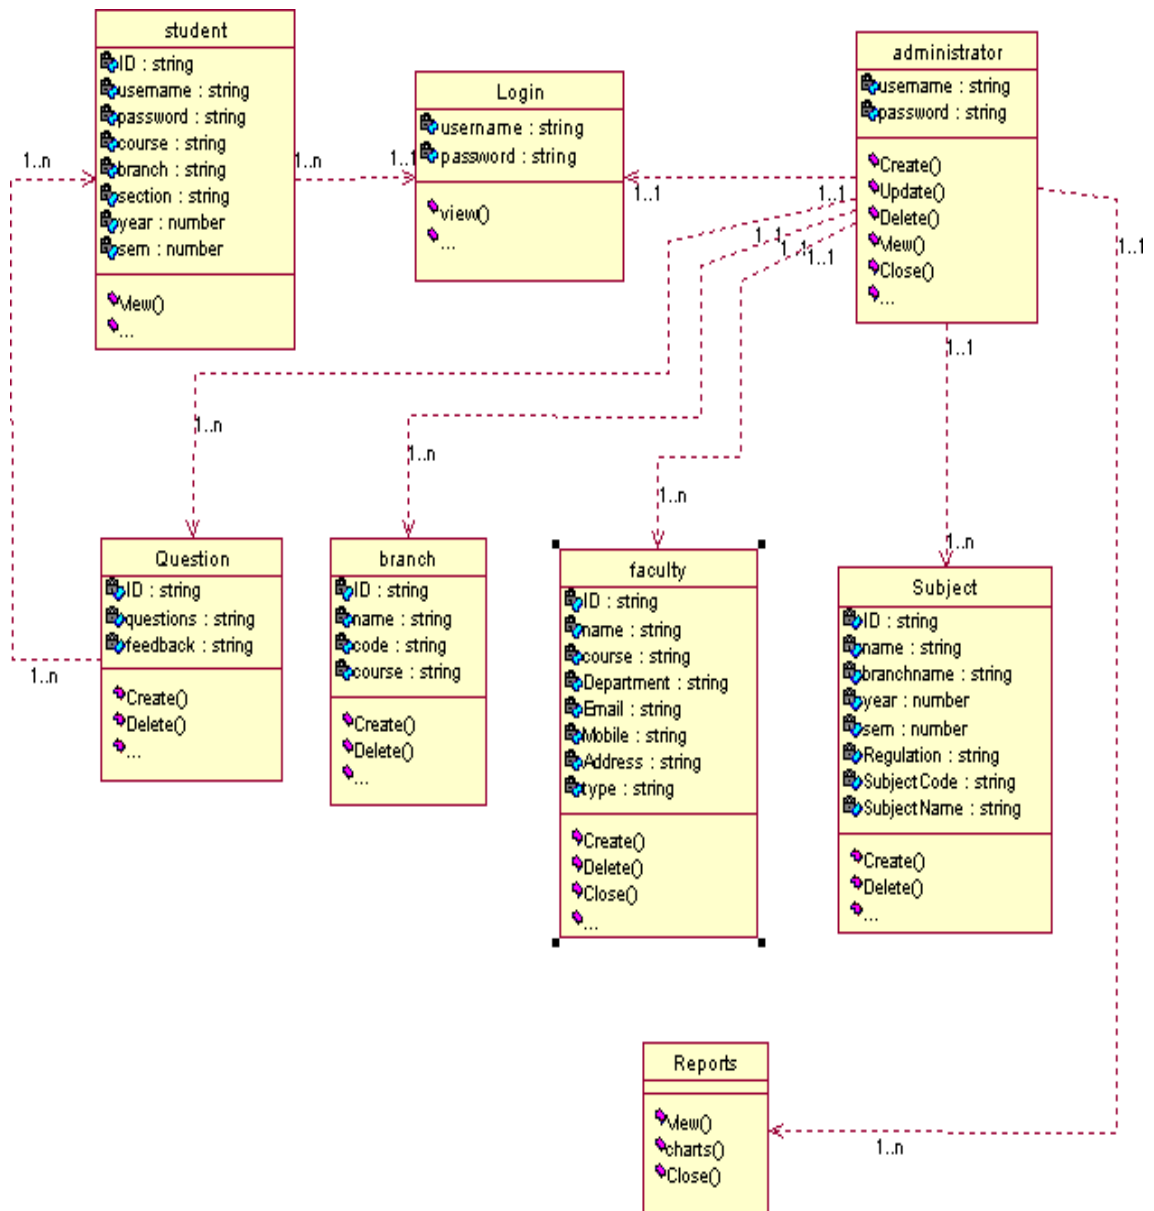 student
ID : string
username : string
password : string
course : string
branch : string
section : string
year : number
sem : number
View()
...
Login
username : string
password : string
view()
...
administrator
username : string
password : string
Create()
Update()
Delete()
View()
Close()
...
1..n
1..n
1..1
1..1
1..1
1..1
1..1
1..1
1..1
1..1
1..n
1..n
1..n
1..n
1..n
Question
ID : string
questions : string
feedback : string
Create()
Delete()
...
branch
ID : string
name : string
code : string
course : string
Create()
Delete()
...
faculty
ID : string
name : string
course : string
Department : string
Email : string
Mobile : string
Address : string
type : string
Create()
Delete()
Close()
...
Subject
ID : string
name : string
branchname : string
year : number
sem : number
Regulation : string
SubjectCode : string
SubjectName : string
Create()
Delete()
...
Reports
View()
charts()
Close()
1..n